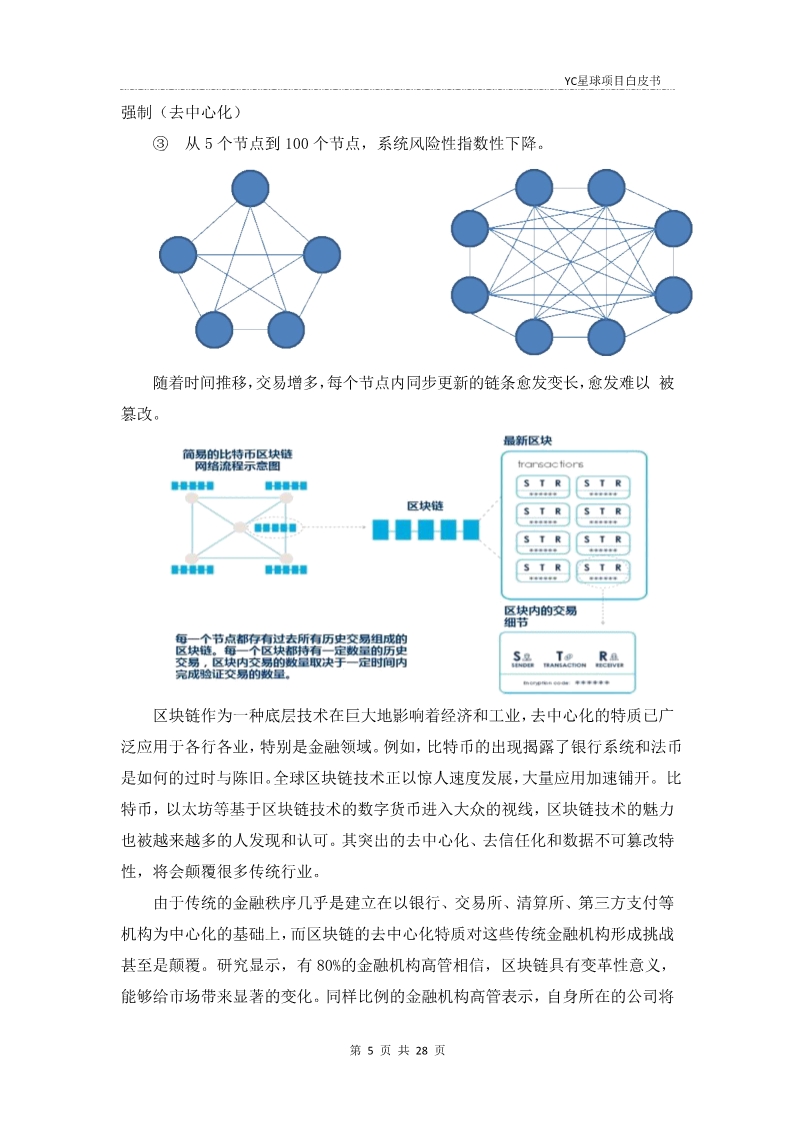 YC星球项目白皮书
强制（去中心化）
③ 从 5 个节点到 100 个节点，系统风险性指数性下降。
随着时间推移，交易增多，每个节点内同步更新的链条愈发变长，愈发难以 被
篡改。
简易的比特币区块链
网络流程示意图
区块链
最新区块
transactions
S T R S T R
****** ******
S T R S T R
****** ******
S T R S T R
****** ******
S T R S T R
****** ******
区块内的交易
细节
S T R
SENDER TRANSACTION RECEIVER
Encryption code: ******
每一个节点都存有过去所有历史交易组成的
区块链。每一个区块都持有一定数量的历史
交易，区块内交易的数量取决于一定时间内
完成验证交易的数量。
区块链作为一种底层技术在巨大地影响着经济和工业，去中心化的特质已广
泛应用于各行各业，特别是金融领域。例如，比特币的出现揭露了银行系统和法币
是如何的过时与陈旧。全球区块链技术正以惊人速度发展，大量应用加速铺开。比
特币，以太坊等基于区块链技术的数字货币进入大众的视线，区块链技术的魅力
也被越来越多的人发现和认可。其突出的去中心化、去信任化和数据不可篡改特
性，将会颠覆很多传统行业。
由于传统的金融秩序几乎是建立在以银行、交易所、清算所、第三方支付等
机构为中心化的基础上，而区块链的去中心化特质对这些传统金融机构形成挑战
甚至是颠覆。研究显示，有 80%的金融机构高管相信，区块链具有变革性意义，
能够给市场带来显著的变化。同样比例的金融机构高管表示，自身所在的公司将
第 5 页 共 28 页